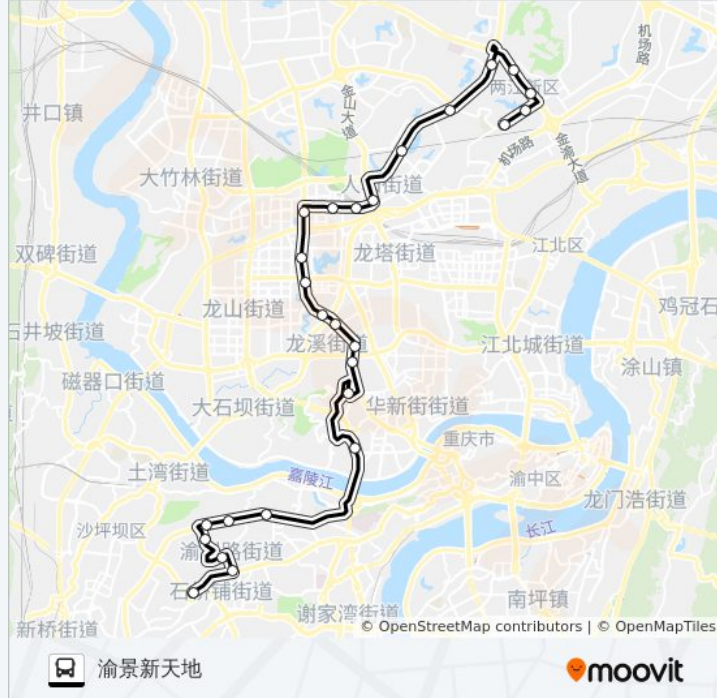 机场路
两江新区
井口镇
金山大道
机场路
金渝大道
大竹林街道
人和街道
双碑街道
龙塔街道
江北区
鸡冠石
龙山街道
石井坡街道
龙溪街道
江北城街道
涂山镇
磁器口街道
大石坝街道
华新街街道
重庆市
土湾街道
嘉陵江
渝中区
龙门浩街道
沙坪坝区
长江
渝州路街道
石桥铺街道
谢家湾街道
南坪镇
新桥街道
© OpenStreetMap contributors | © OpenMapTiles
渝景新天地
moovit